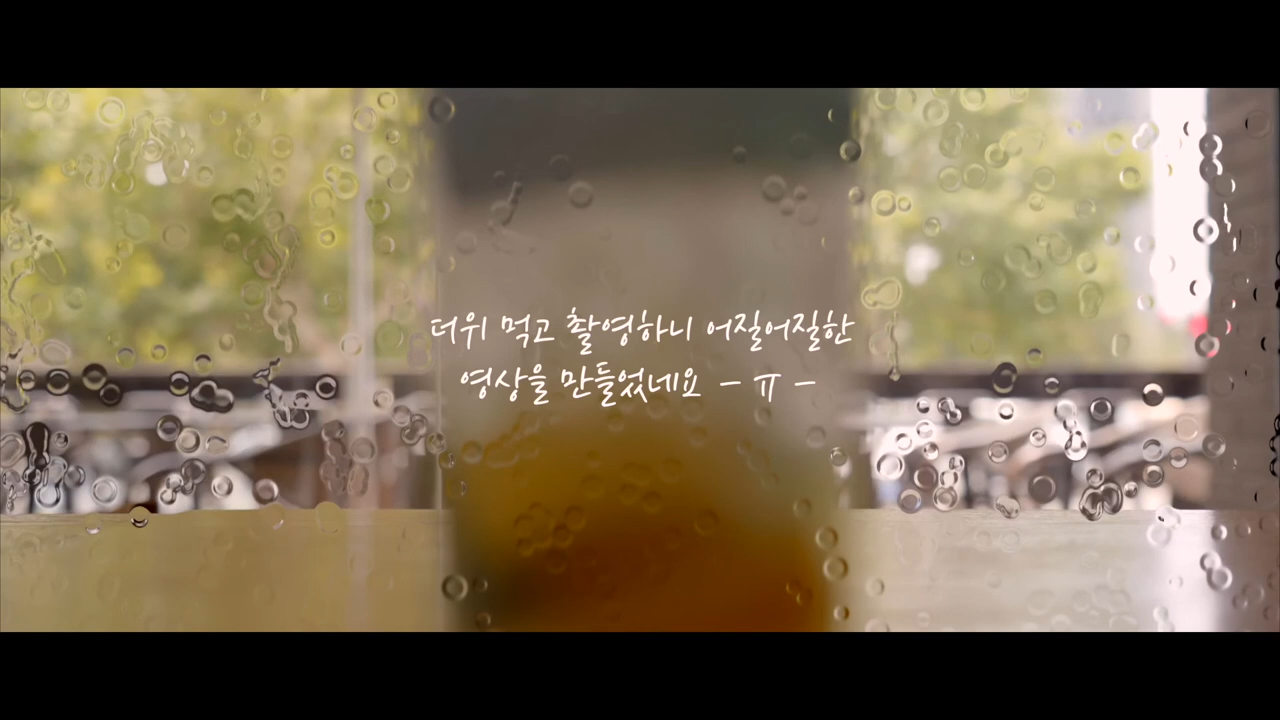 더위 먹고 촬영하니 어질어질한
영상을 만들었네요 - ㅠ -